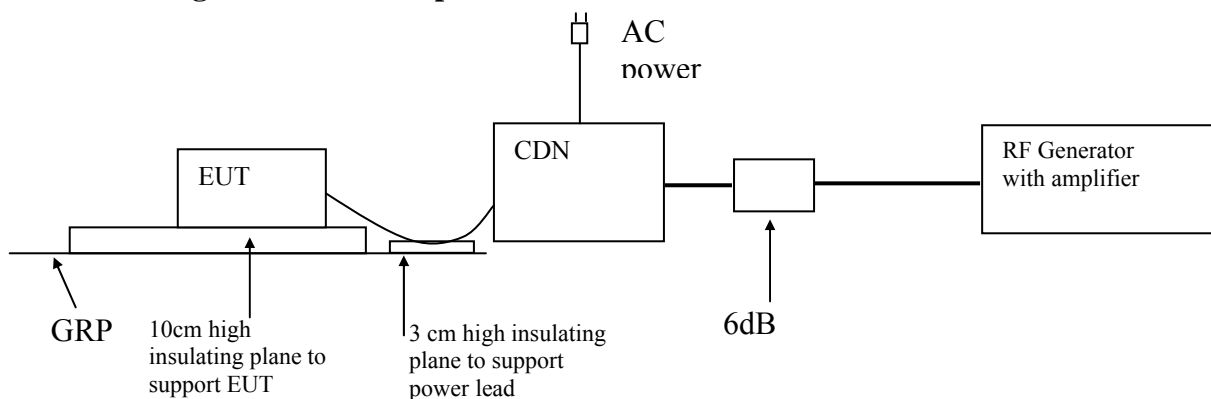 AC
power
CDN
RF Generator
with amplifier
EUT
GRP
10cm high
insulating plane to
support EUT
3 cm high insulating
plane to support
power lead
6dB